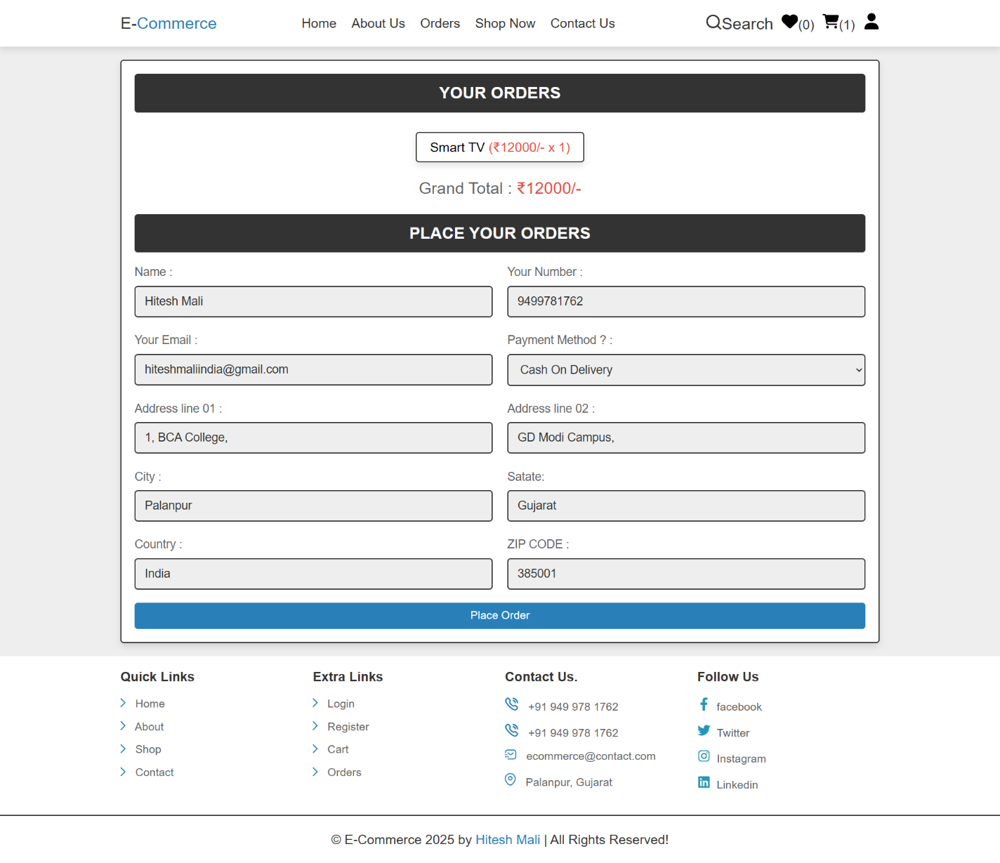 E-Commerce Home About Us Orders Shop Now Contact Us Search (0) (1)
YOUR ORDERS
Smart TV (₹12000/- x 1)
Grand Total : ₹12000/-
PLACE YOUR ORDERS
Name : Your Number :
Hitesh Mali 9499781762
Your Email : Payment Method ? :
hiteshmaliindia@gmail.com Cash On Delivery
Address line 01 : Address line 02 :
1, BCA College, GD Modi Campus,
City : Satate:
Palanpur Gujarat
Country : ZIP CODE :
India 385001
Place Order
Quick Links
Home
About
Shop
Contact
Extra Links
Login
Register
Cart
Orders
Contact Us.
+91 949 978 1762
+91 949 978 1762
ecommerce@contact.com
Palanpur, Gujarat
Follow Us
facebook
Twitter
Instagram
Linkedin
© E-Commerce 2025 by Hitesh Mali | All Rights Reserved!